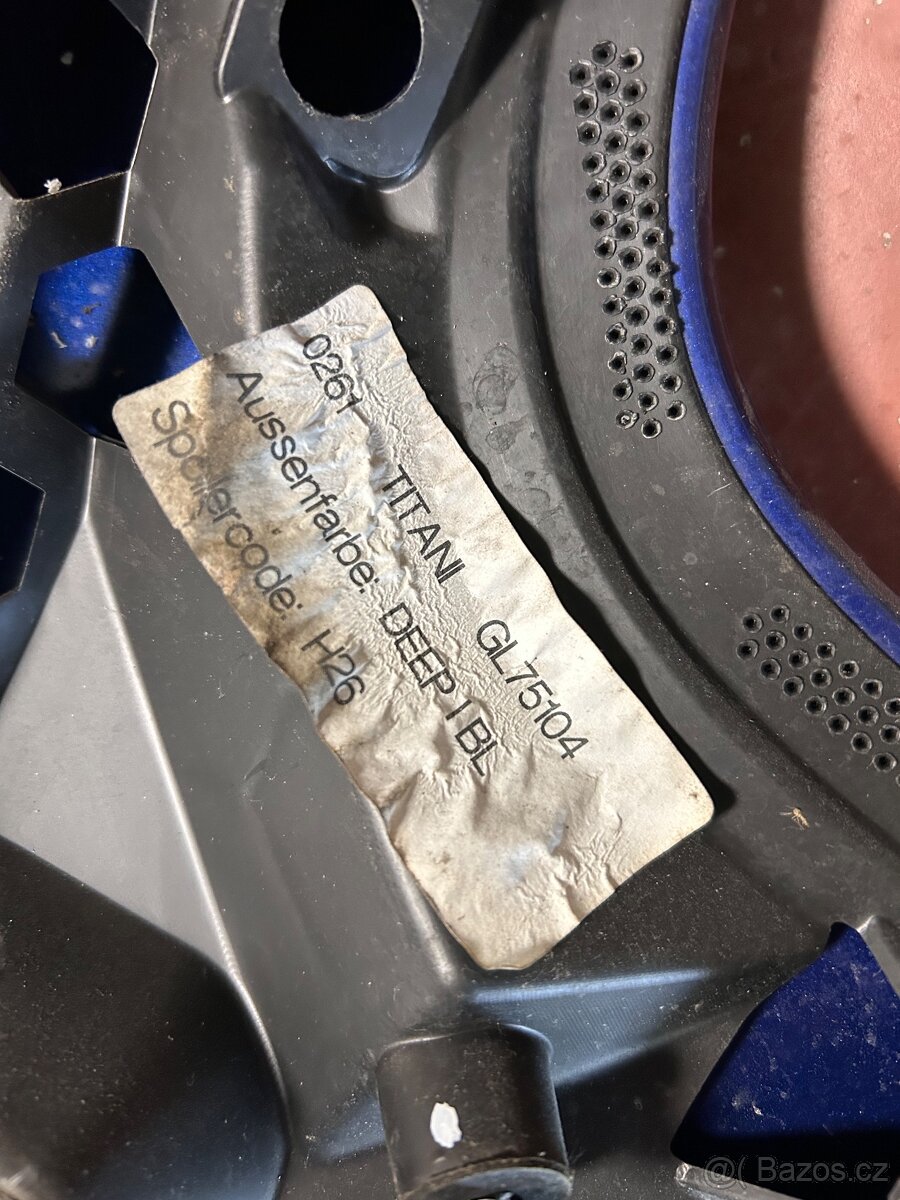 0261 TITANI GL75104
Aussenfarbe: DEEP I BL
Spoilercode: H26
@( Bazos.cz